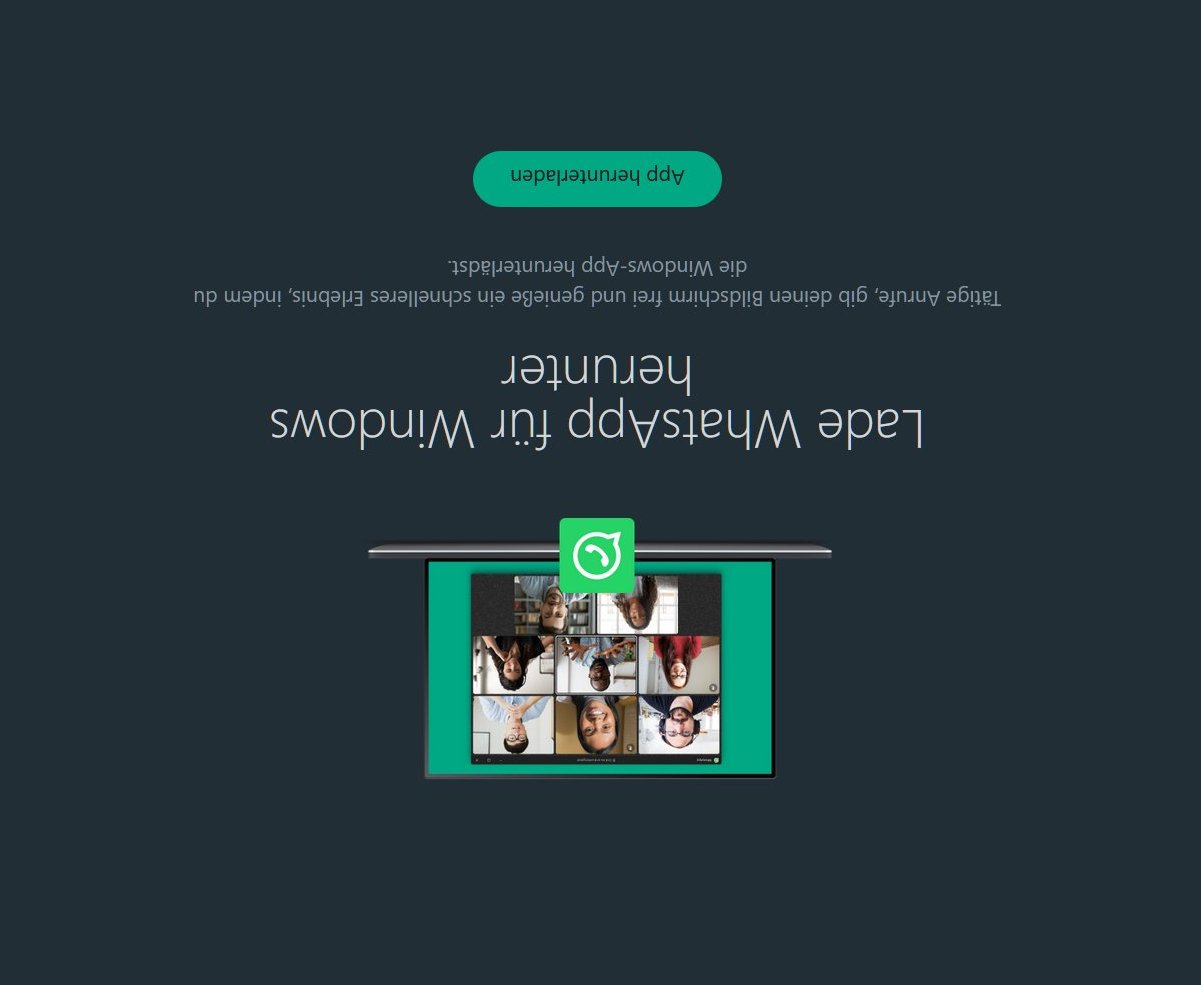 Lade WhatsApp für Windows
herunter
Tätige Anrufe, gib deinen Bildschirm frei und genieße ein schnelleres Erlebnis, indem du
die Windows-App herunterlädst.
App herunterladen